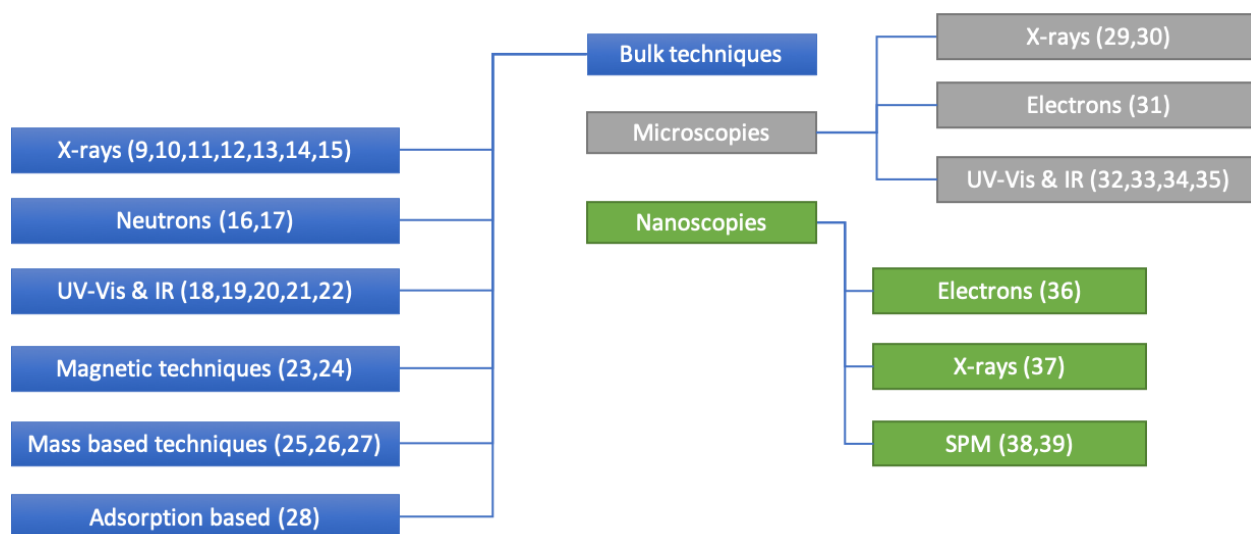 Bulk techniques
X-rays (9,10,11,12,13,14,15)
Neutrons (16,17)
UV-Vis & IR (18,19,20,21,22)
Magnetic techniques (23,24)
Mass based techniques (25,26,27)
Adsorption based (28)
Microscopies
X-rays (29,30)
Electrons (31)
UV-Vis & IR (32,33,34,35)
Nanoscopies
Electrons (36)
X-rays (37)
SPM (38,39)